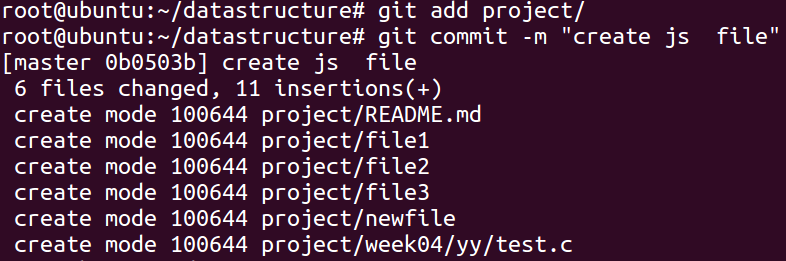 root@ubuntu:~/datastructure# git add project/
root@ubuntu:~/datastructure# git commit -m "create js  file"
[master 0b0503b] create js  file
 6 files changed, 11 insertions(+)
 create mode 100644 project/README.md
 create mode 100644 project/file1
 create mode 100644 project/file2
 create mode 100644 project/file3
 create mode 100644 project/newfile
 create mode 100644 project/week04/yy/test.c